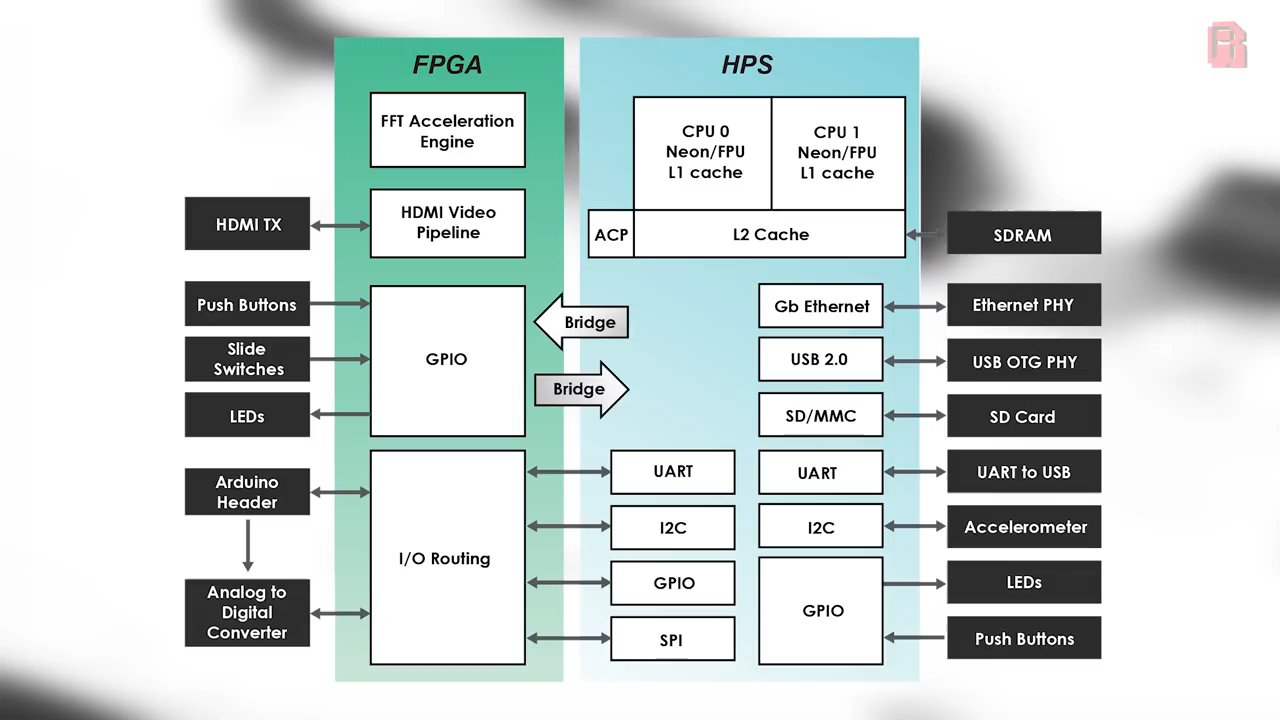 FPGA
HPS
FFT Acceleration
Engine
CPU 0
Neon/FPU
L1 cache
CPU 1
Neon/FPU
L1 cache
HDMI TX
HDMI Video
Pipeline
ACP
L2 Cache
SDRAM
Push Buttons
Slide
Switches
LEDs
GPIO
Bridge
Bridge
Gb Ethernet
Ethernet PHY
USB 2.0
USB OTG PHY
SD/MMC
SD Card
Arduino
Header
Analog to
Digital
Converter
I/O Routing
UART
UART
UART to USB
I2C
I2C
Accelerometer
GPIO
SPI
GPIO
LEDs
Push Buttons